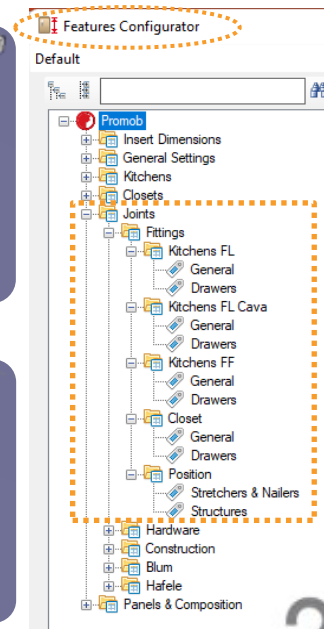 Features Configurator
Default
Promob
Insert Dimensions
General Settings
Kitchens
Closets
Joints
Fittings
Kitchens FL
General
Drawers
Kitchens FL Cava
General
Drawers
Kitchens FF
General
Drawers
Closet
General
Drawers
Position
Stretchers & Nailers
Structures
Hardware
Construction
Blum
Hafele
Panels & Composition